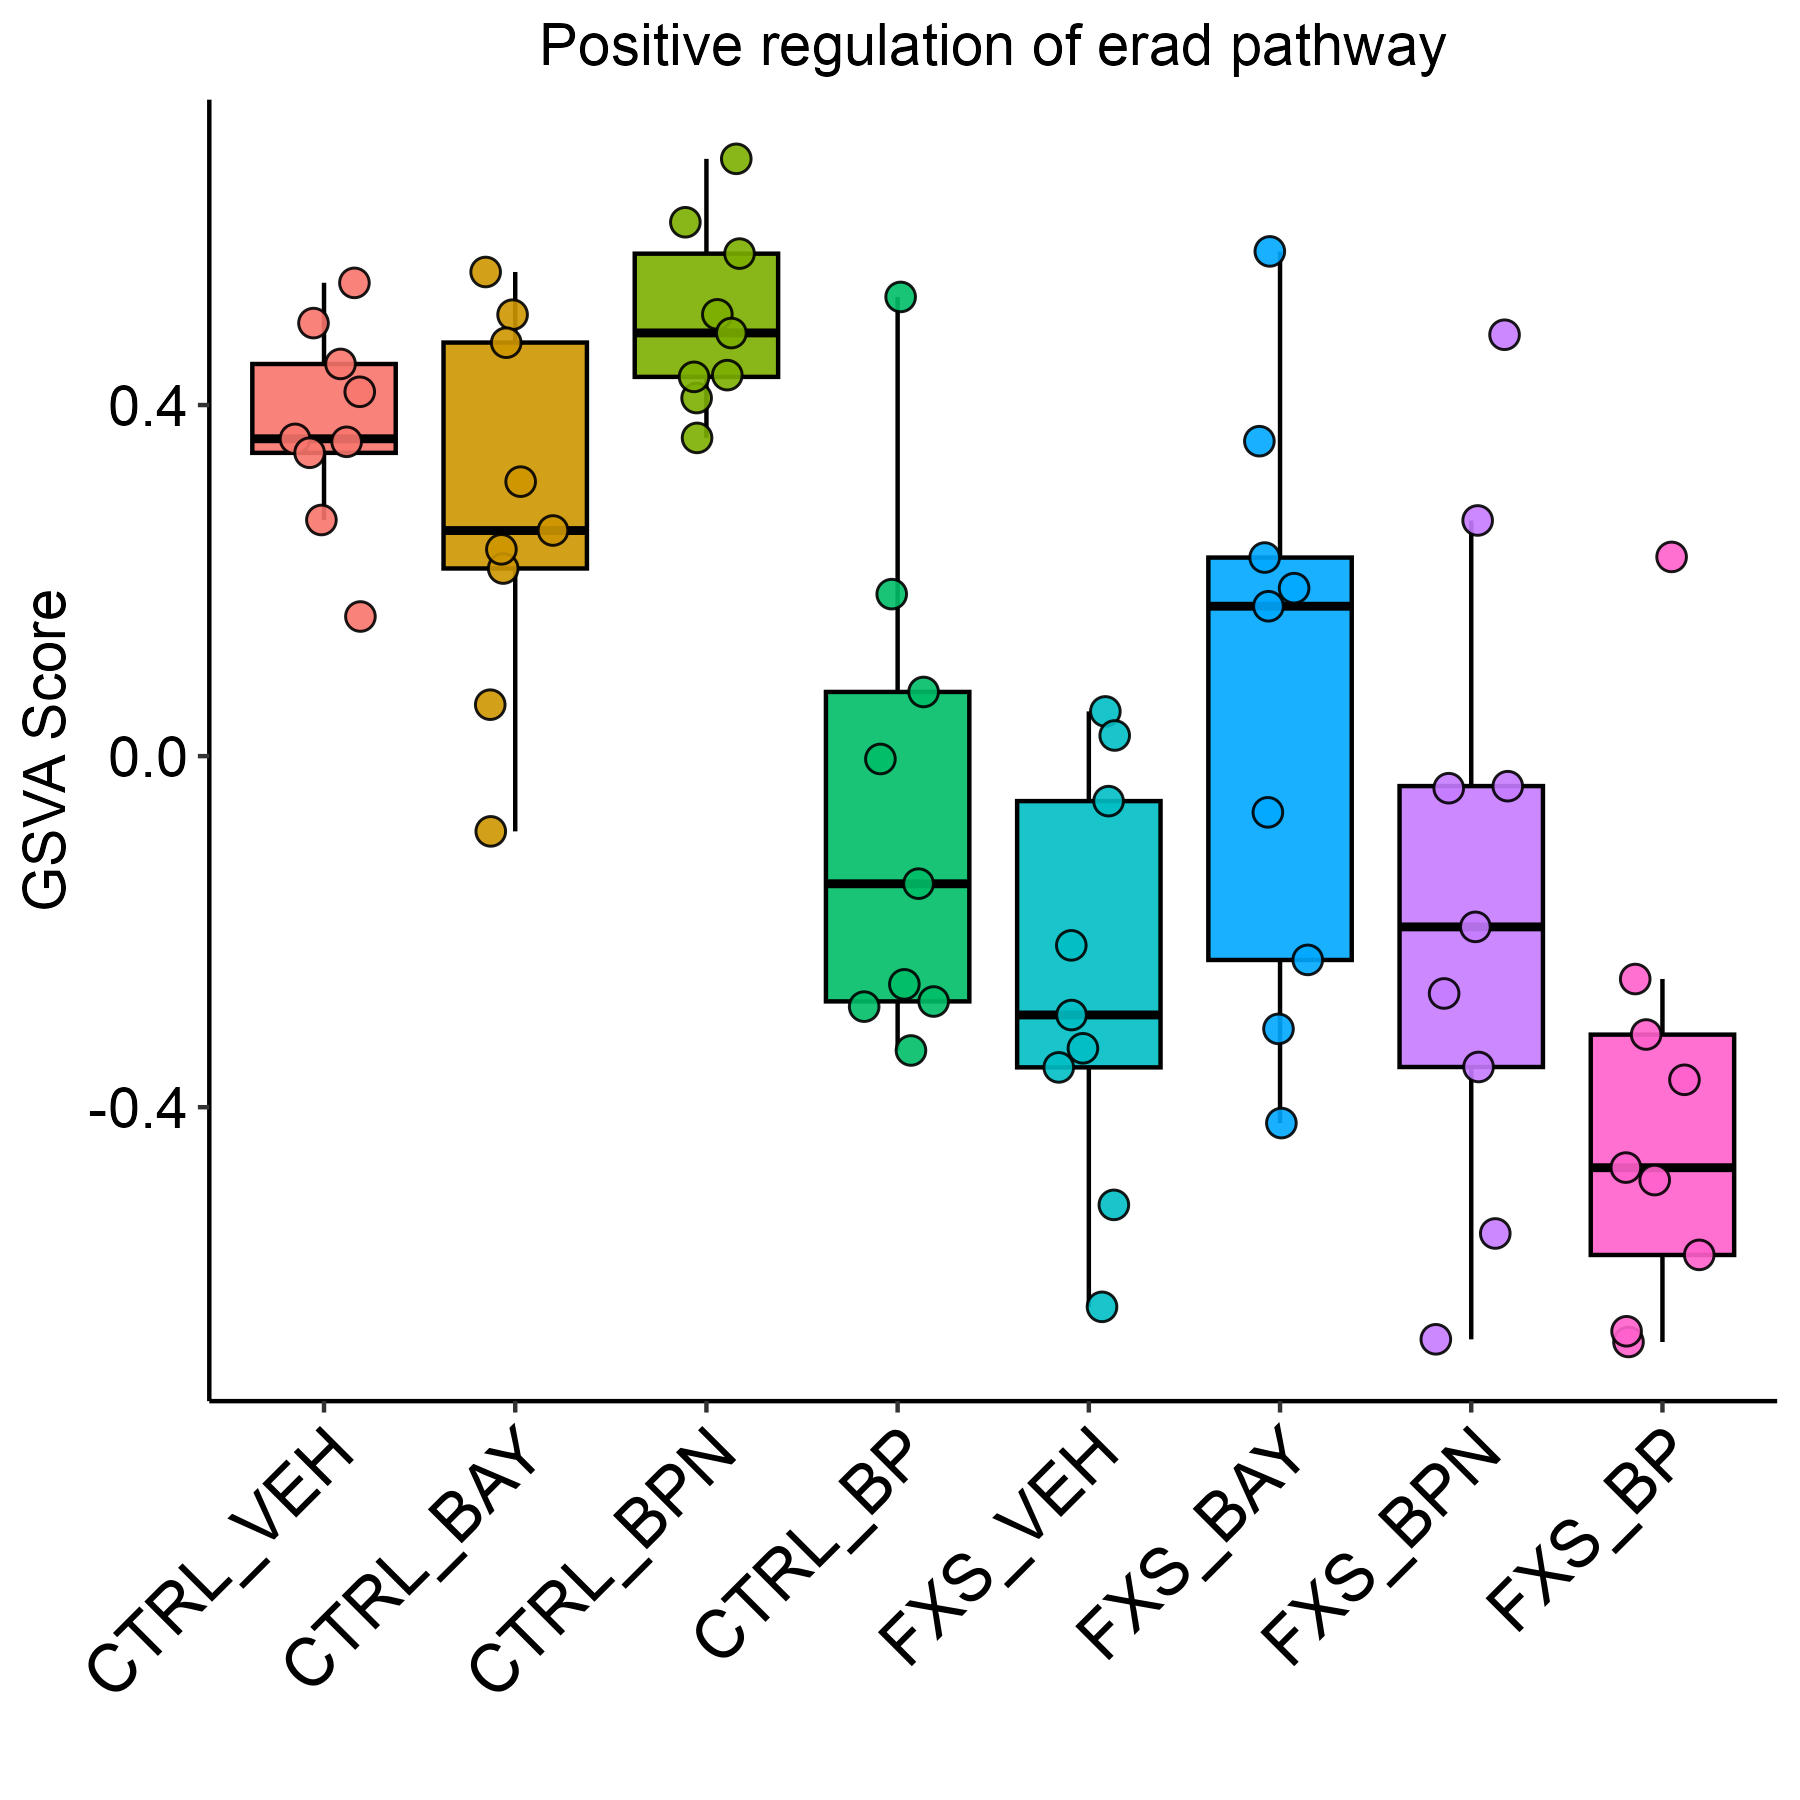 Positive regulation of erad pathway
GSVA Score
0.4
0.0
-0.4
CTRL_VEH
CTRL_BAY
CTRL_BPN
CTRL_BP
FXS_VEH
FXS_BAY
FXS_BPN
FXS_BP